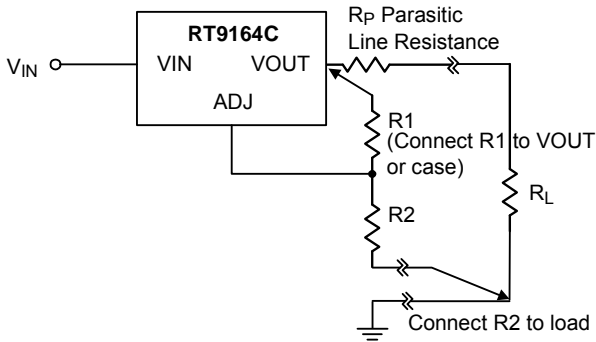 RP Parasitic
Line Resistance
RT9164C
VIN
VIN
VOUT
ADJ
R1
(Connect R1 to VOUT
or case)
RL
R2
Connect R2 to load